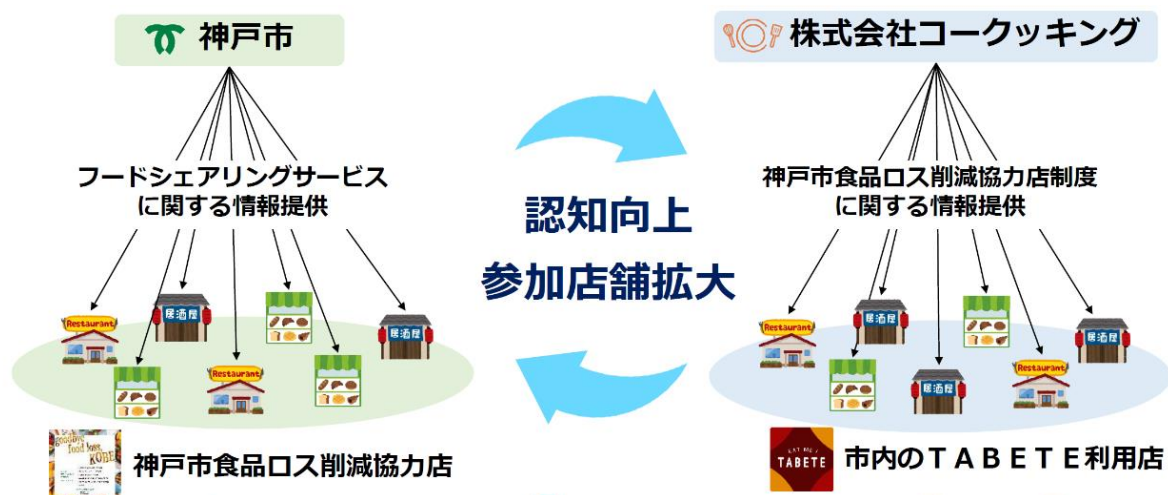 神戸市
株式会社コークッキング
フードシェアリングサービス
に関する情報提供
神戸市食品ロス削減協力店制度
に関する情報提供
認知向上
参加店舗拡大
Restaurant
居酒屋
居酒屋
Restaurant
Restaurant
居酒屋
居酒屋
居酒屋
Restaurant
goodbye
food loss,
KOBE
神戸市食品ロス削減協力店
TABETE
市内のTABETE利用店